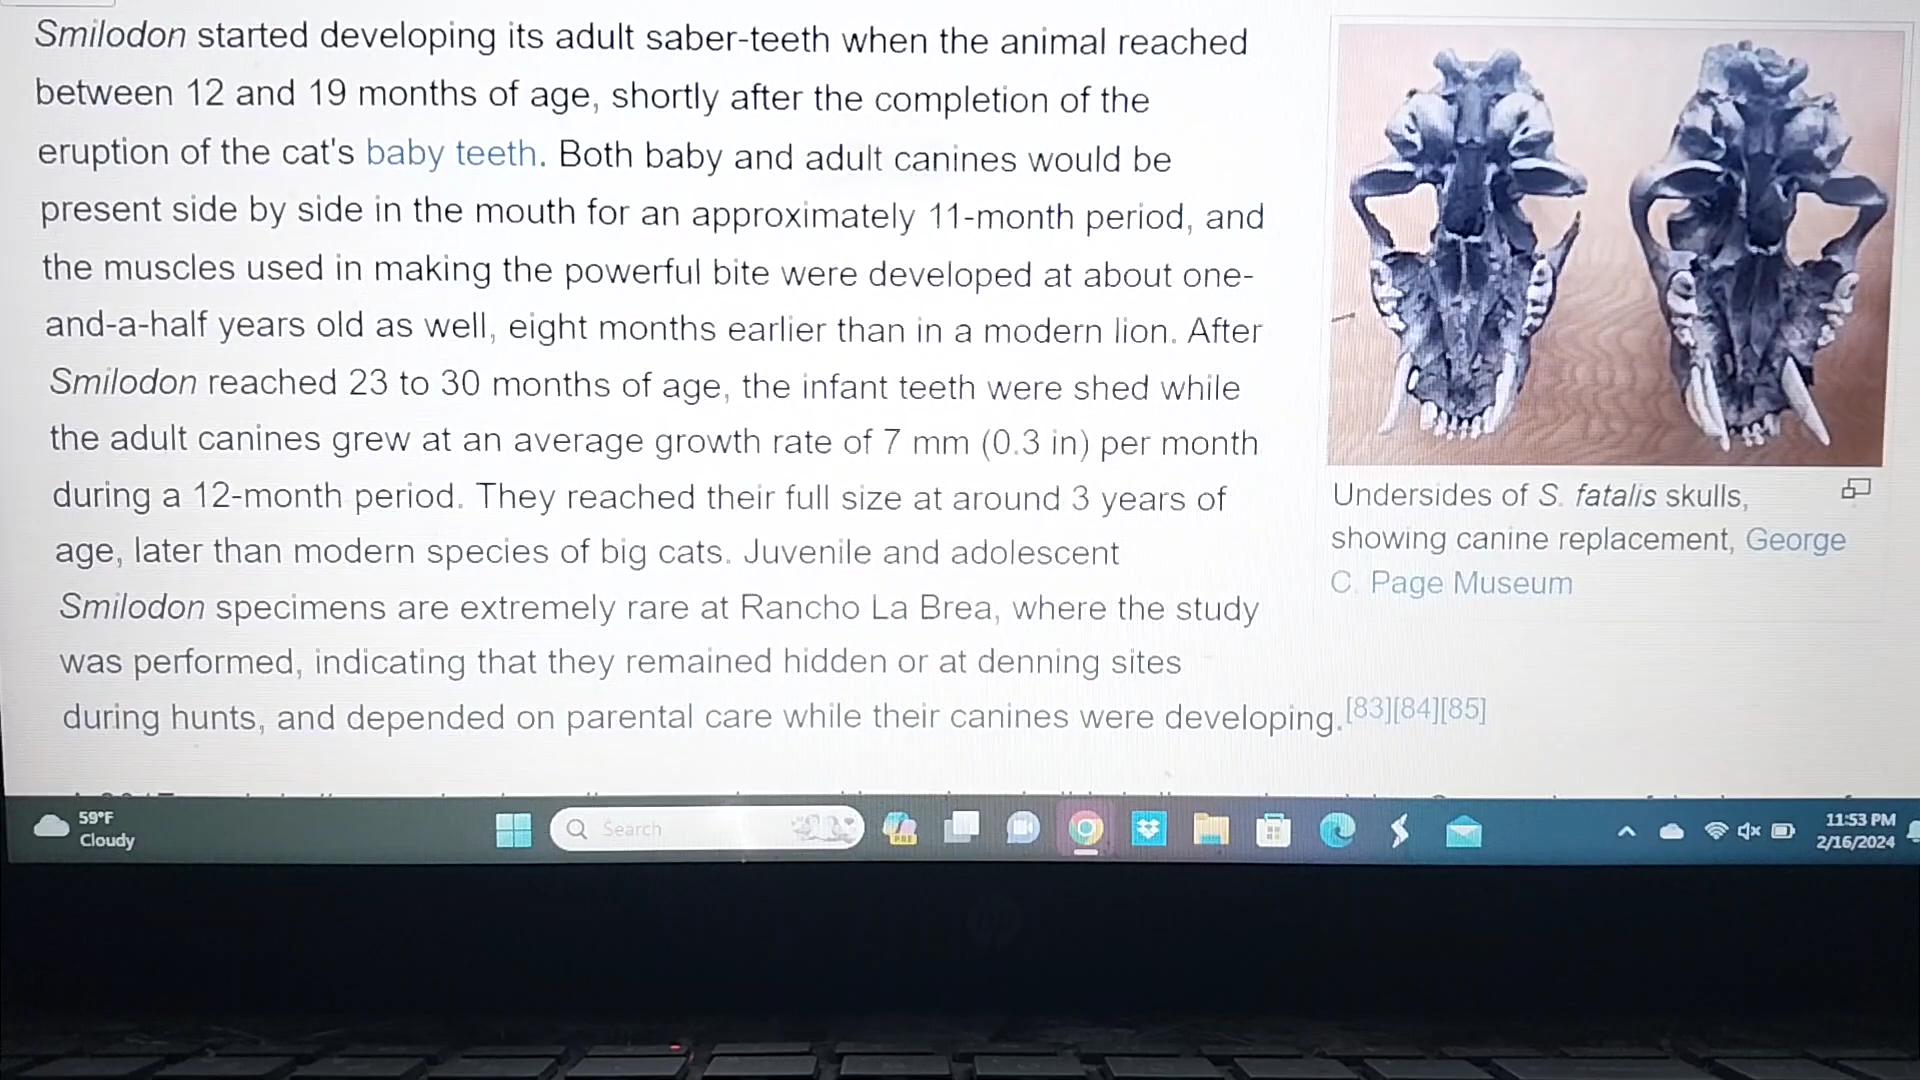 Smilodon started developing its adult saber-teeth when the animal reached
between 12 and 19 months of age, shortly after the completion of the
eruption of the cat's baby teeth. Both baby and adult canines would be
present side by side in the mouth for an approximately 11-month period, and
the muscles used in making the powerful bite were developed at about one-
and-a-half years old as well, eight months earlier than in a modern lion. After
Smilodon reached 23 to 30 months of age, the infant teeth were shed while
the adult canines grew at an average growth rate of 7 mm (0.3 in) per month
during a 12-month period. They reached their full size at around 3 years of
age, later than modern species of big cats. Juvenile and adolescent
Smilodon specimens are extremely rare at Rancho La Brea, where the study
was performed, indicating that they remained hidden or at denning sites
during hunts, and depended on parental care while their canines were developing.[83][84][85]
Undersides of S. fatalis skulls,
showing canine replacement, George
C. Page Museum
59°F
Cloudy
Search
PRE
11:53 PM
2/16/2024
hp